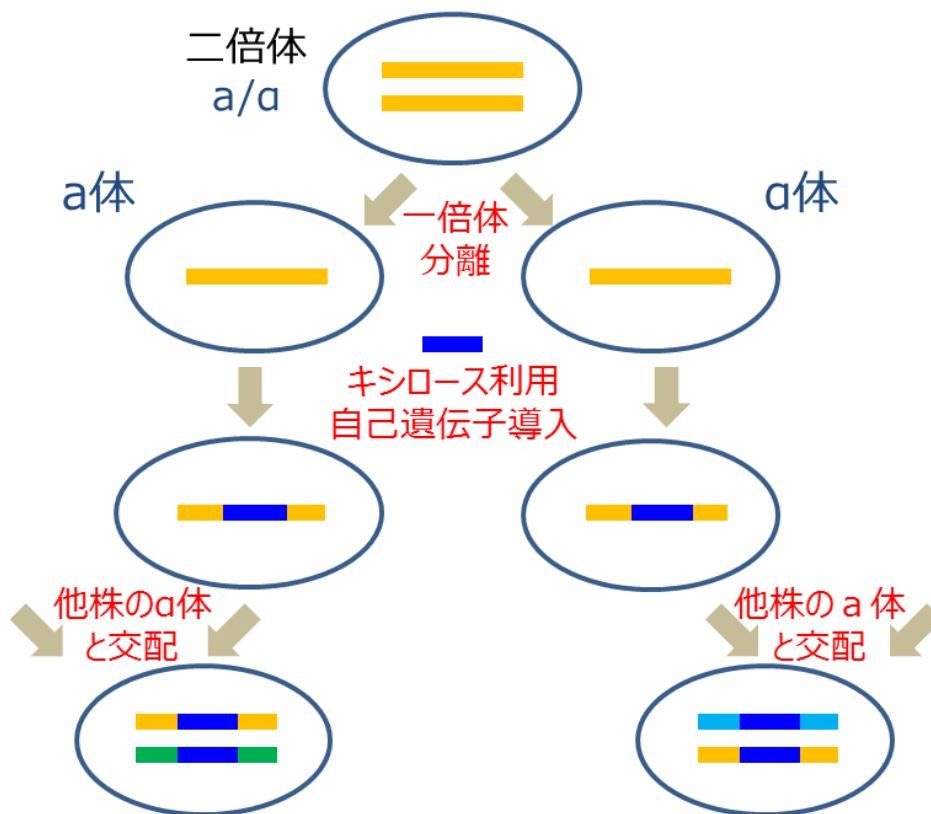 二倍体
a/α
a体
α体
一倍体
分離
キシロース利用
自己遺伝子導入
他株のα体
と交配
他株のａ体
と交配